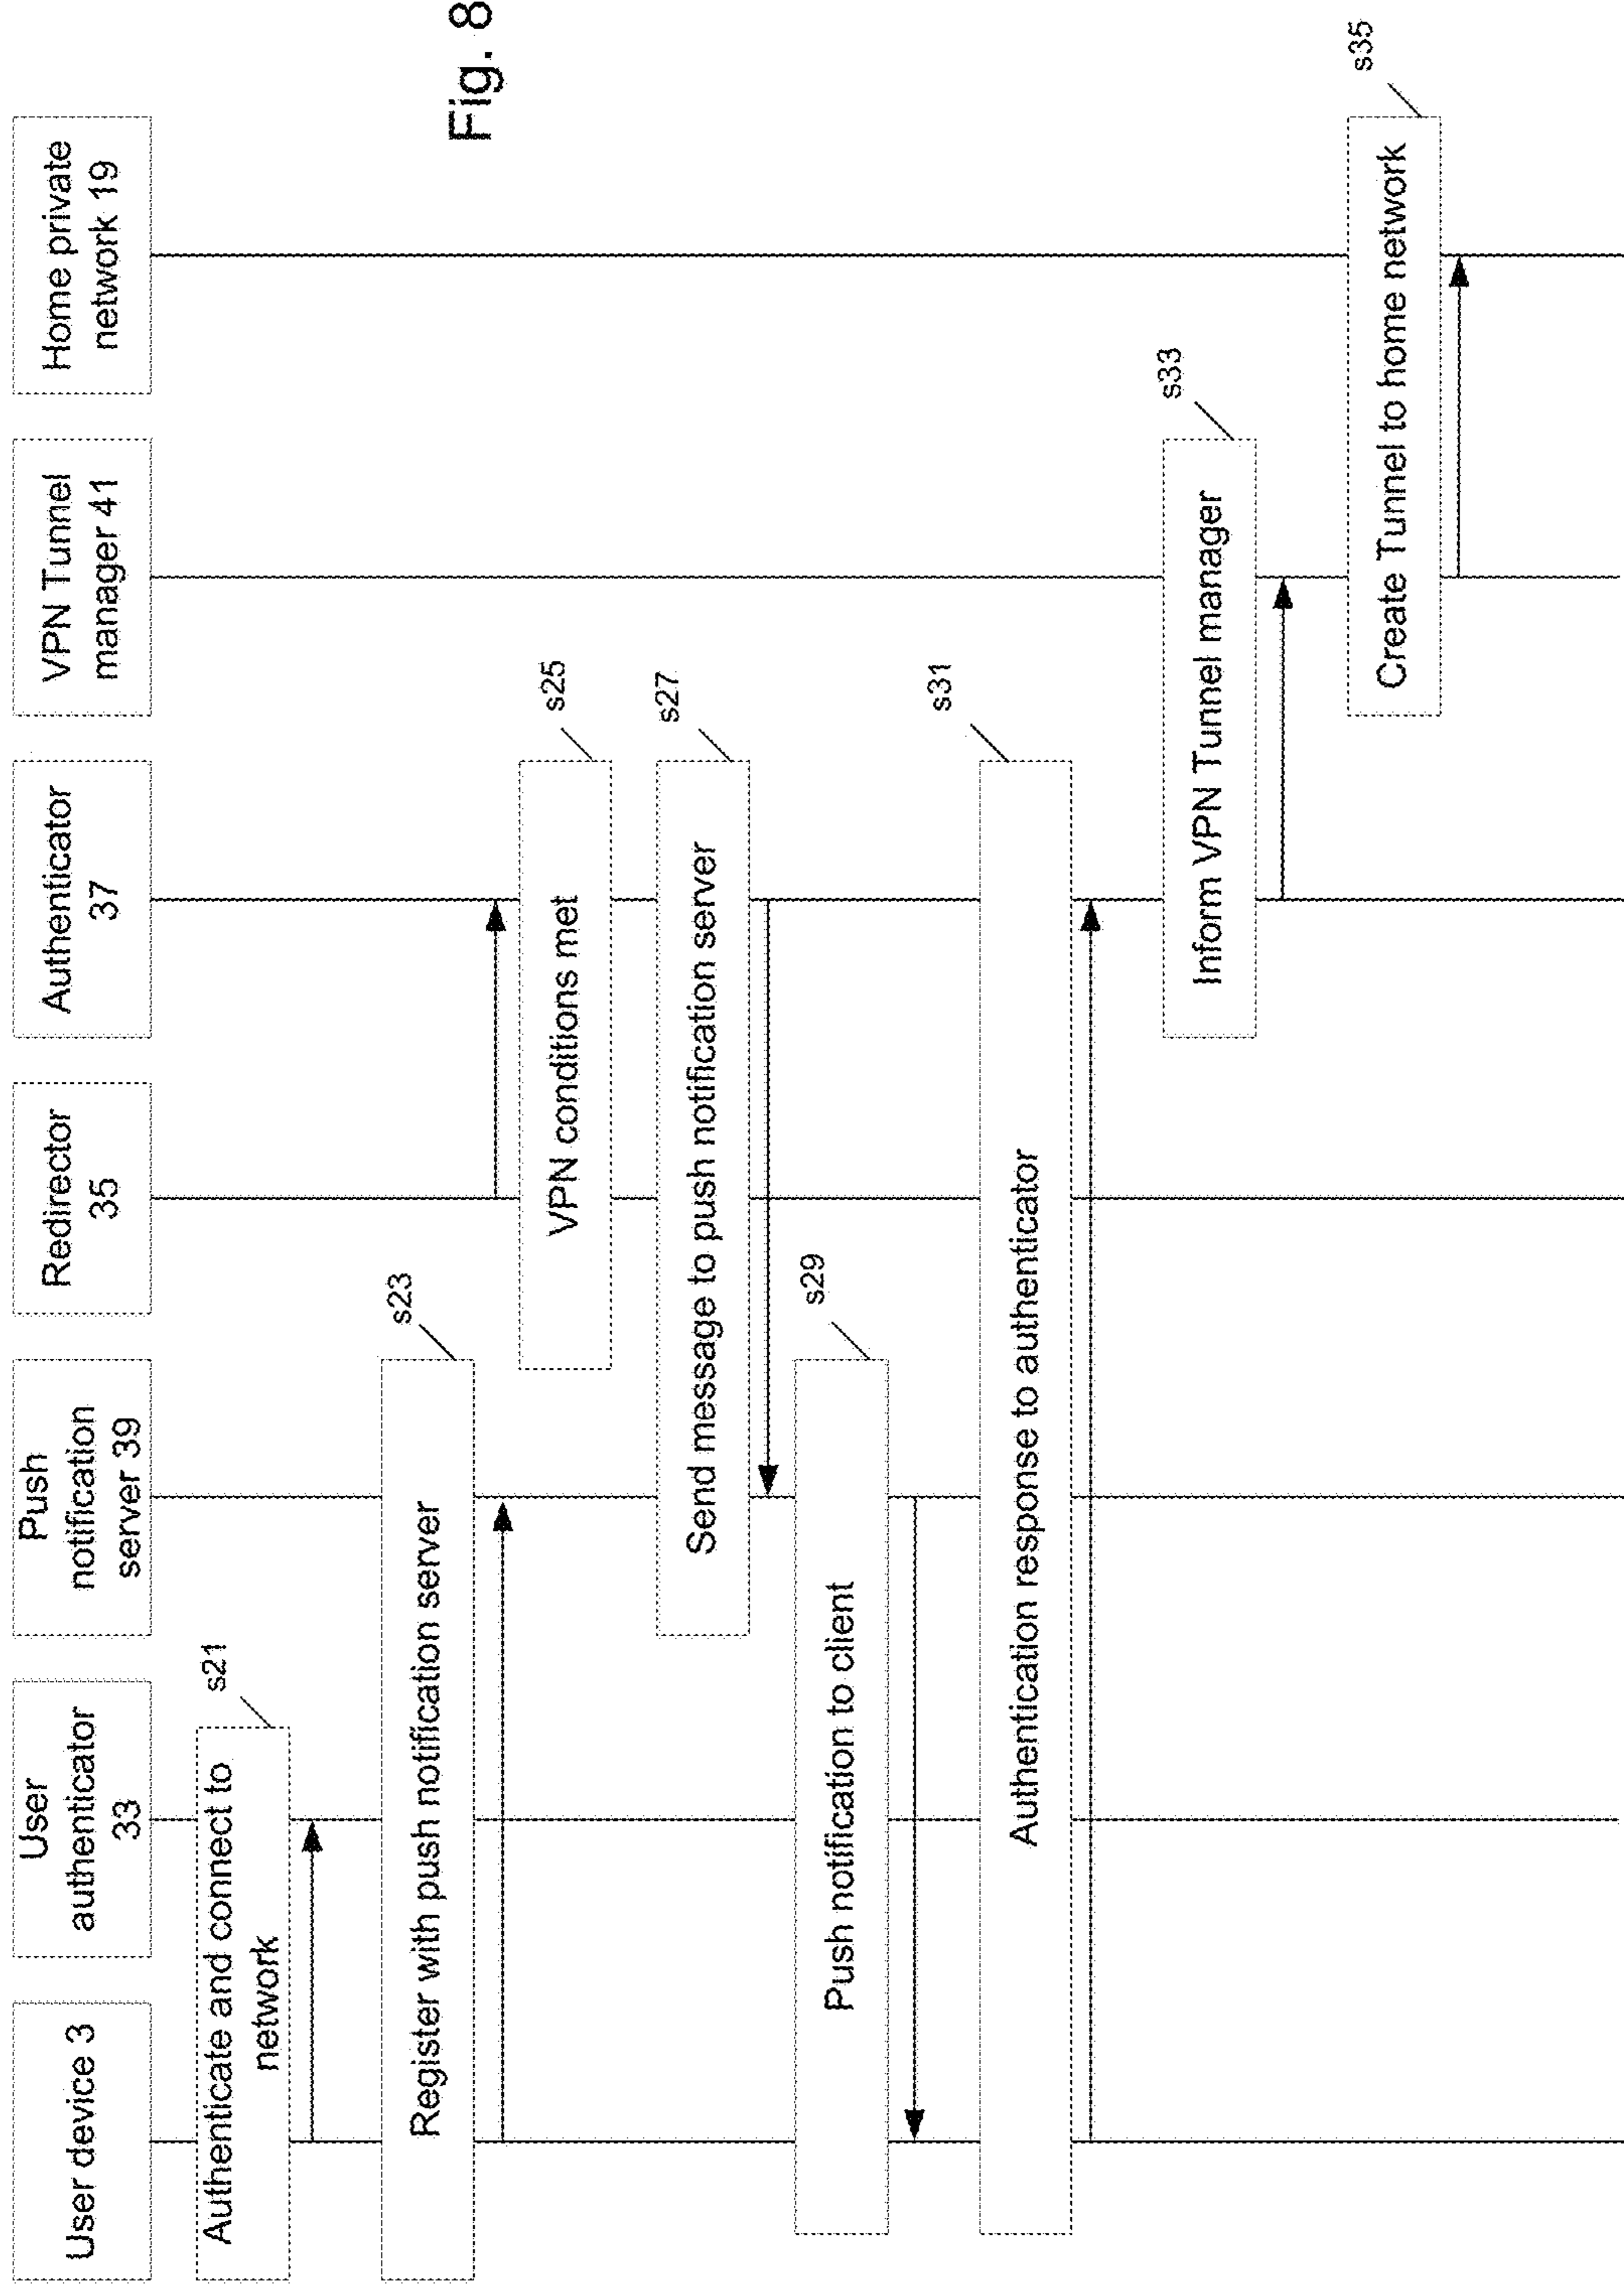 User device 3
User
authenticator
33
Push
notification
server 39
Redirector
35
Authenticator
37
VPN Tunnel
manager 41
Home private
network 19
s21
Authenticate and connect to
network
s23
Register with push notification server
s25
VPN conditions met
s27
Send message to push notification server
s29
Push notification to client
s31
Authentication response to authenticator
s33
Inform VPN Tunnel manager
s35
Create Tunnel to home network
Fig. 8